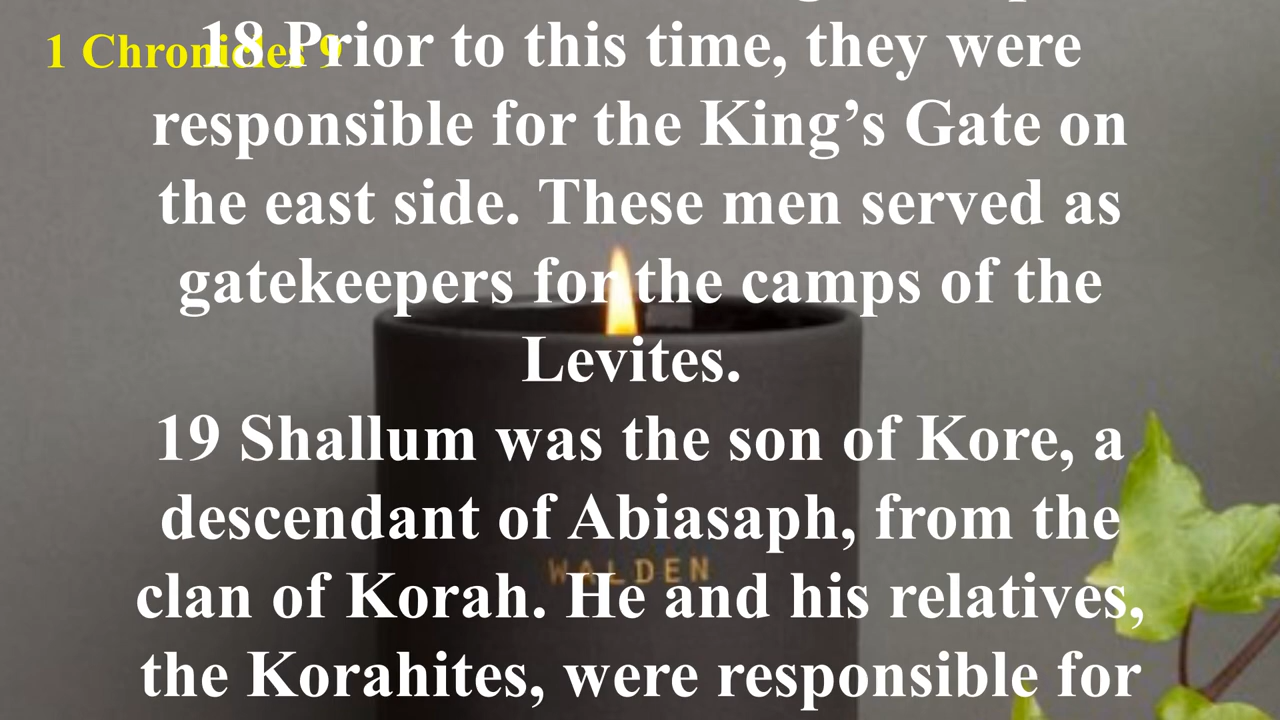 1 Chronicles 9
18 Prior to this time, they were
responsible for the King’s Gate on
the east side. These men served as
gatekeepers for the camps of the
Levites.
19 Shallum was the son of Kore, a
descendant of Abiasaph, from the
WALDEN
clan of Korah. He and his relatives,
the Korahites, were responsible for